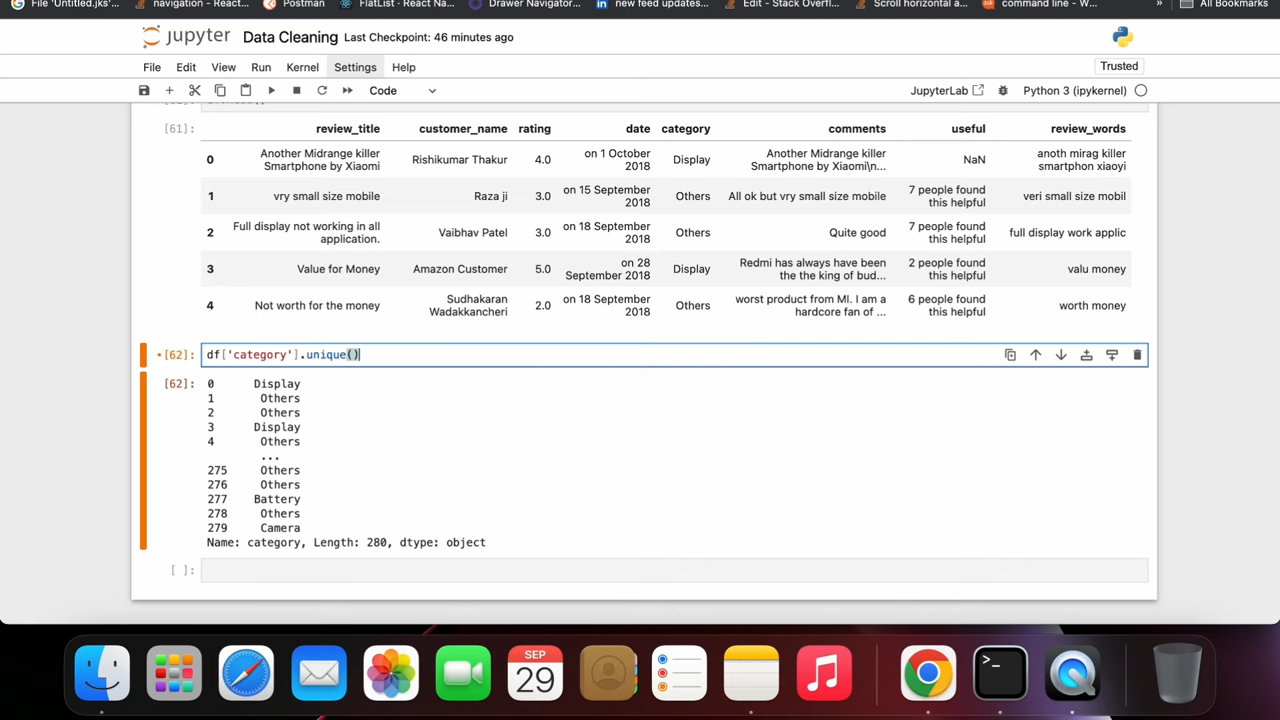 File 'Untitled.jks'...
navigation - React...
Postman
FlatList · React Na...
Drawer Navigator...
new feed updates...
Edit - Stack Overfl...
Scroll horizontal a...
command line - W...
»
All Bookmarks
jupyter Data Cleaning Last Checkpoint: 46 minutes ago
File Edit View Run Kernel Settings Help
Trusted
Code
JupyterLab
Python 3 (ipykernel)
[61]:
review_title customer_name rating date category comments useful review_words
0 Another Midrange killer Smartphone by Xiaomi Rishikumar Thakur 4.0 on 1 October 2018 Display Another Midrange killer Smartphone by Xiaomi\n... NaN anoth mirag killer smartphon xiaoyi
1 vry small size mobile Raza ji 3.0 on 15 September 2018 Others All ok but vry small size mobile 7 people found this helpful veri small size mobil
2 Full display not working in all application. Vaibhav Patel 3.0 on 18 September 2018 Others Quite good 7 people found this helpful full display work applic
3 Value for Money Amazon Customer 5.0 on 28 September 2018 Display Redmi has always have been the the king of bud... 2 people found this helpful valu money
4 Not worth for the money Sudhakaran Wadakkancheri 2.0 on 18 September 2018 Others worst product from MI. I am a hardcore fan of ... 6 people found this helpful worth money
•[62]: df['category'].unique()
[62]: 0 Display
1 Others
2 Others
3 Display
4 Others
...
275 Others
276 Others
277 Battery
278 Others
279 Camera
Name: category, Length: 280, dtype: object
[ ]:
SEP
29
>_